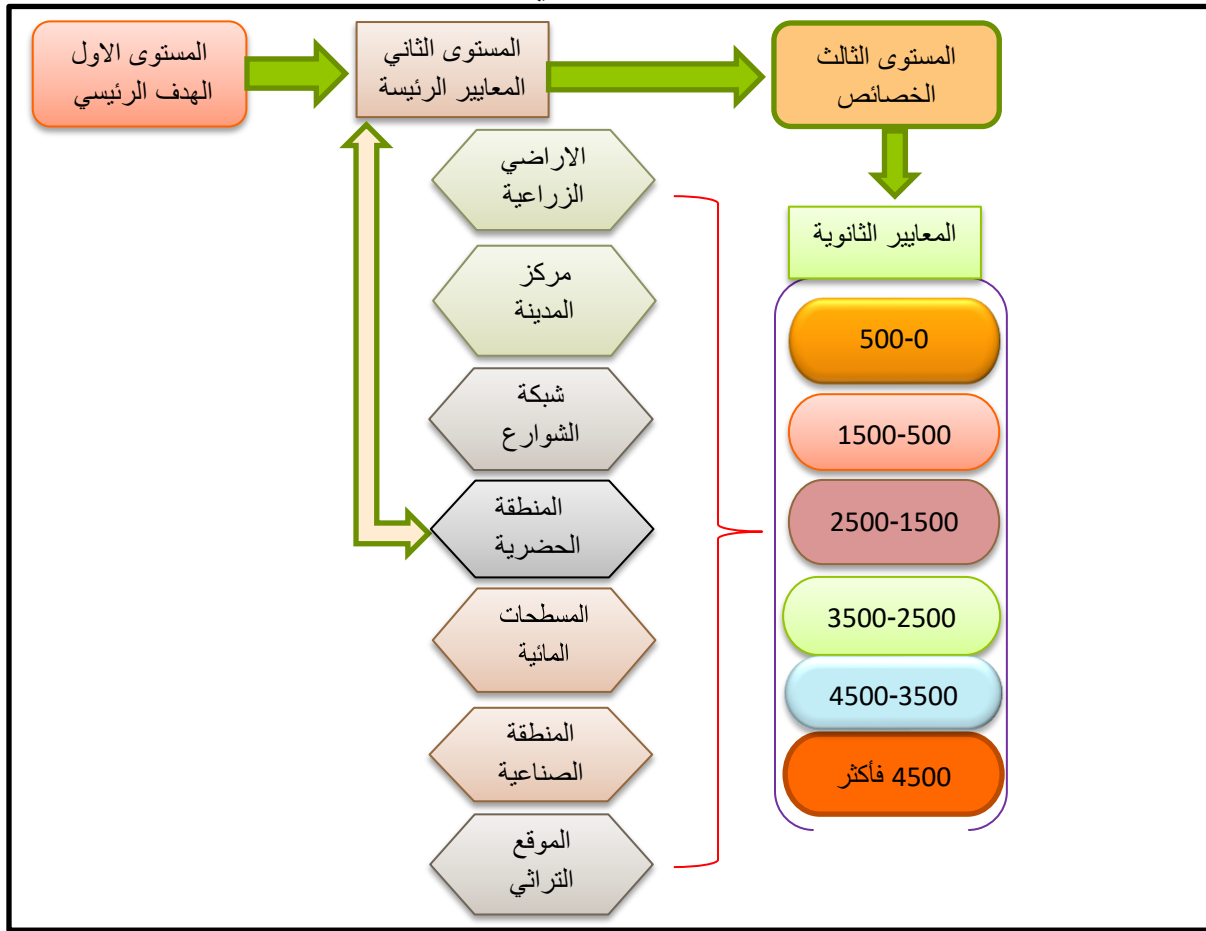 المستوى الاول
الهدف الرئيسي
المستوى الثاني
المعايير الرئيسة
المستوى الثالث
الخصائص
الاراضي
الزراعية
مركز
المدينة
شبكة
الشوارع
المنطقة
الحضرية
المسطحات
المائية
المنطقة
الصناعية
الموقع
التراثي
المعايير الثانوية
500-0
1500-500
2500-1500
3500-2500
4500-3500
4500 فأكثر